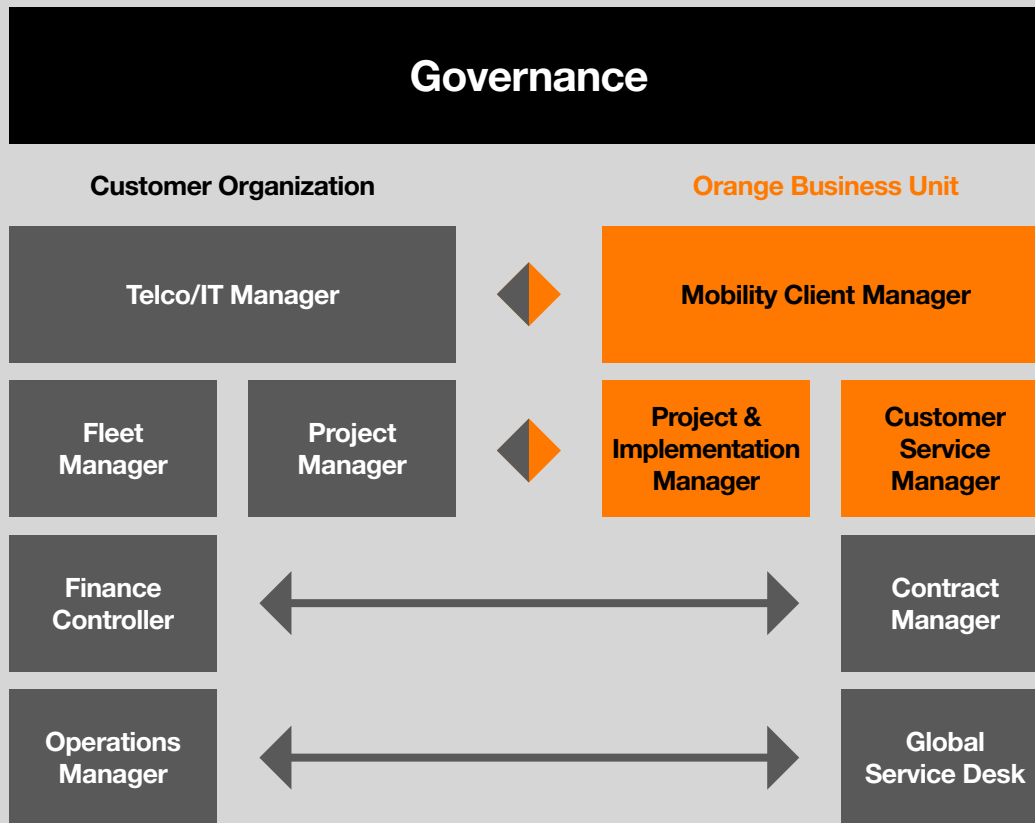 Governance
Customer Organization
Orange Business Unit
Telco/IT Manager
Mobility Client Manager
Fleet
Manager
Project
Manager
Project &
Implementation
Manager
Customer
Service
Manager
Finance
Controller
Contract
Manager
Operations
Manager
Global
Service Desk